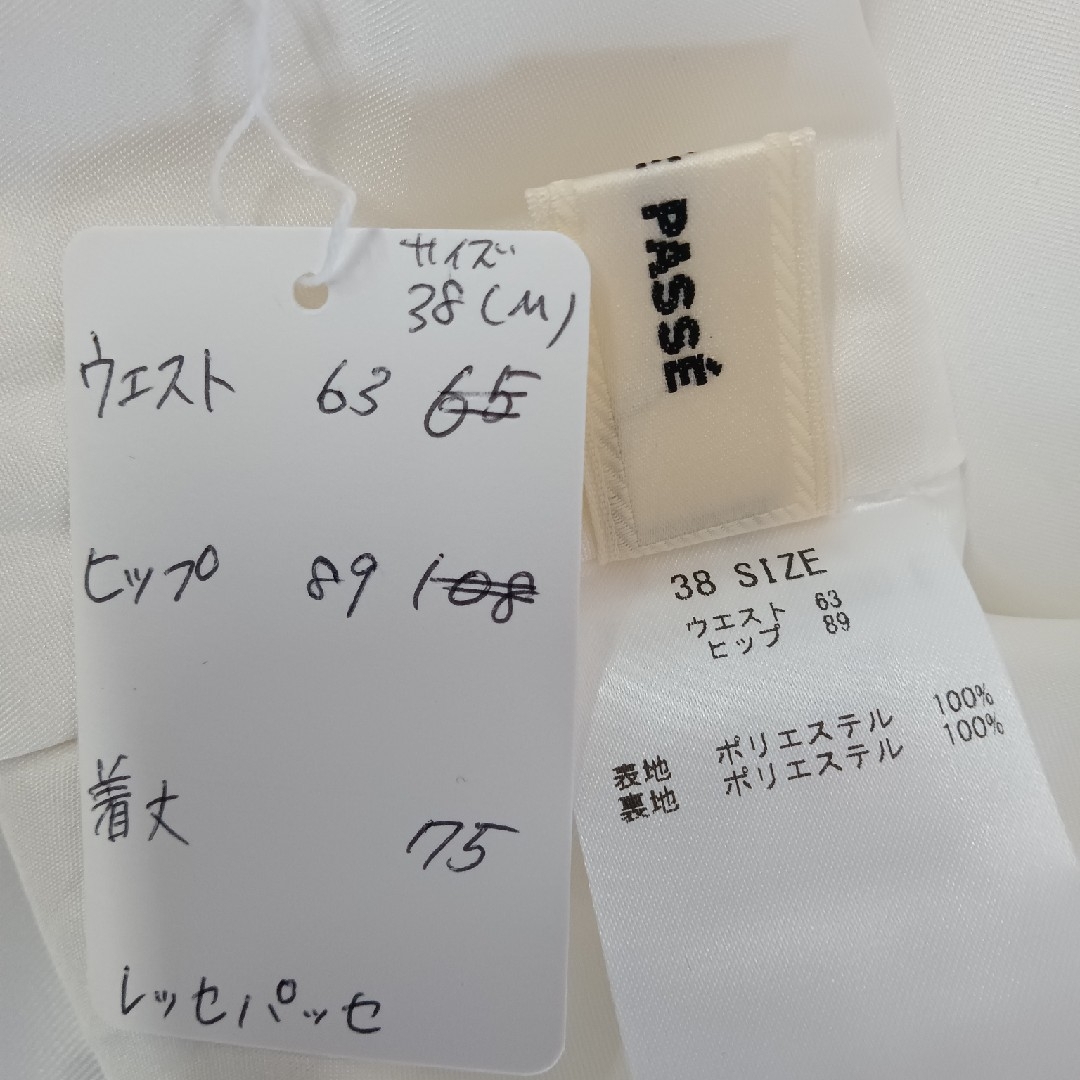 サイズ
38(M)
ウエスト 63 65
ヒップ 89 108
着丈 75
レッセパッセ
PASSÉ
38 SIZE
ウエスト 63
ヒップ 89
表地 ポリエステル 100%
裏地 ポリエステル 100%